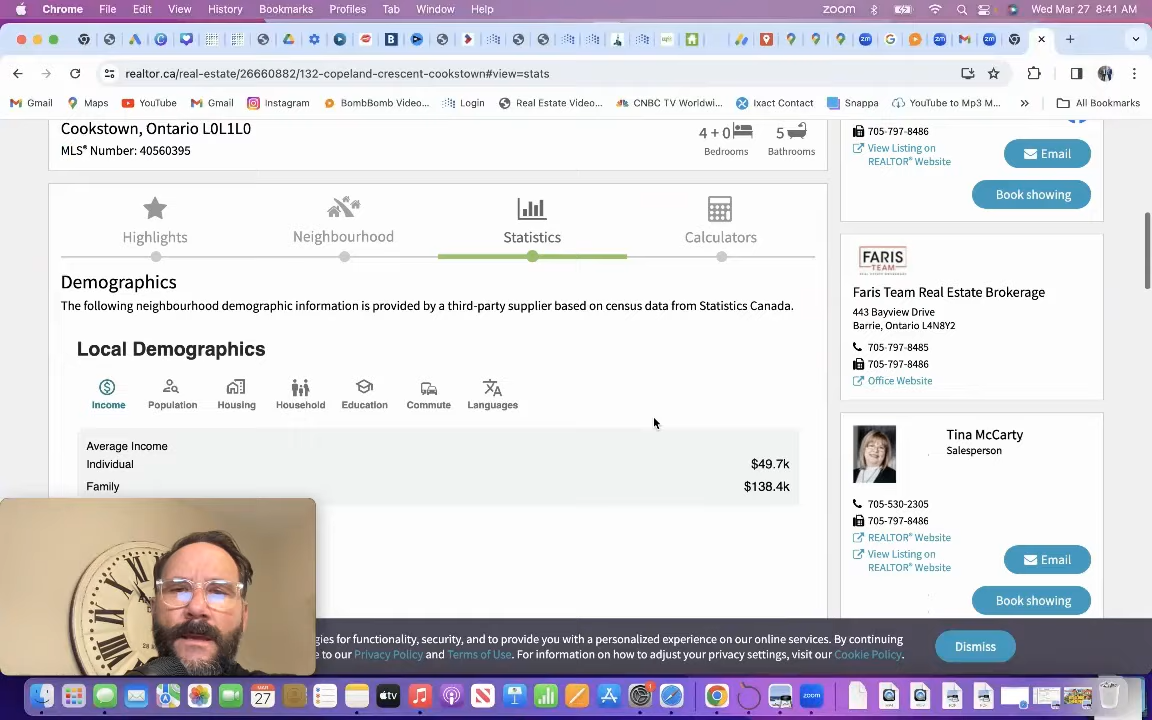 Chrome File Edit View History Bookmarks Profiles Tab Window Help zoom Wed Mar 27 8:41 AM
realtor.ca/real-estate/26660882/132-copeland-crescent-cookstown#view=stats
Gmail Maps YouTube Gmail Instagram BombBomb Video... Login Real Estate Video... CNBC TV Worldwi... Ixact Contact Snappa YouTube to Mp3 M... » All Bookmarks
Cookstown, Ontario L0L1L0
MLS® Number: 40560395
4 + 0
Bedrooms
5
Bathrooms
Highlights
Neighbourhood
Statistics
Calculators
Demographics
The following neighbourhood demographic information is provided by a third-party supplier based on census data from Statistics Canada.
Local Demographics
Income Population Housing Household Education Commute Languages
Average Income
Individual $49.7k
Family $138.4k
705-797-8486
View Listing on
REALTOR® Website
Email
Book showing
FARIS
TEAM
Faris Team Real Estate Brokerage
443 Bayview Drive
Barrie, Ontario L4N8Y2
705-797-8485
705-797-8486
Office Website
Tina McCarty
Salesperson
705-530-2305
705-797-8486
REALTOR® Website
View Listing on
REALTOR® Website
Email
Book showing
gies for functionality, security, and to provide you with a personalized experience on our online services. By continuing
e to our Privacy Policy and Terms of Use. For information on how to adjust your privacy settings, visit our Cookie Policy.
Dismiss
MAR
27
tv
zoom